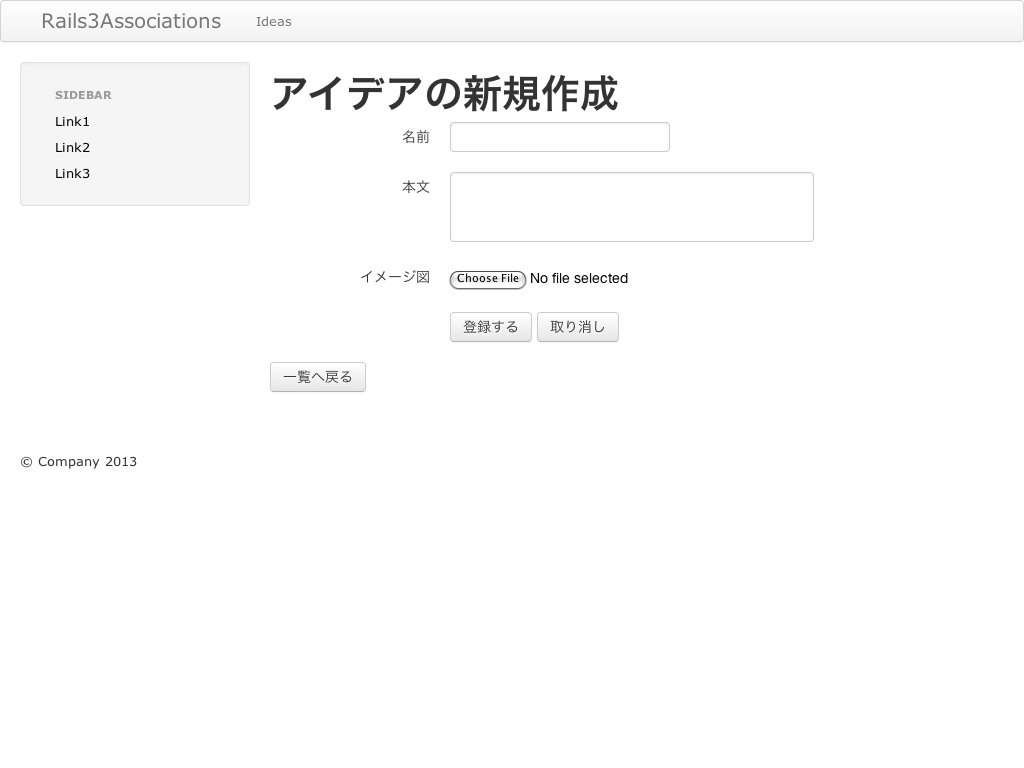 Rails3Associations Ideas
SIDEBAR
Link1
Link2
Link3
アイデアの新規作成
名前
本文
イメージ図 Choose File No file selected
登録する 取り消し
一覧へ戻る
© Company 2013